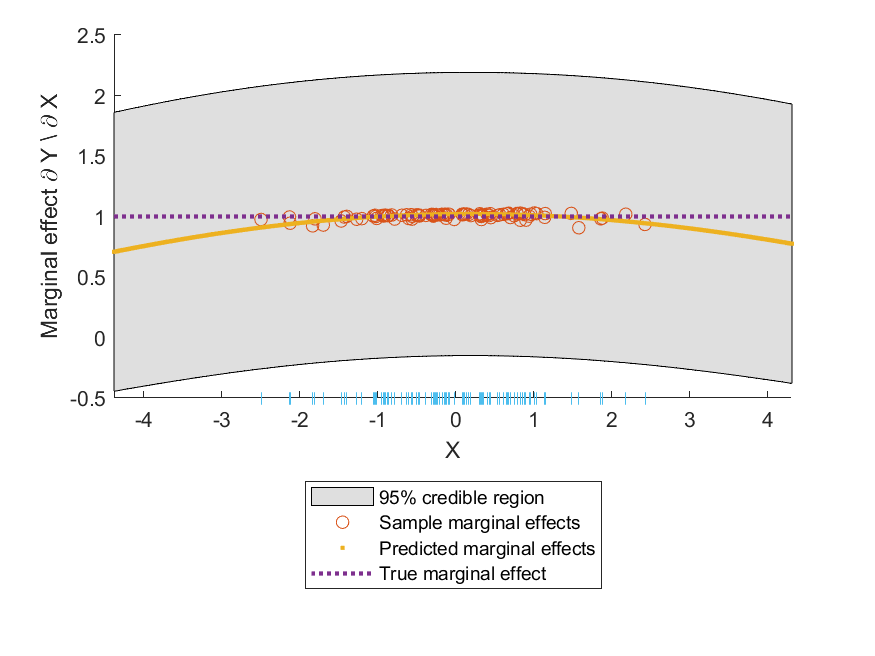 2.5
2
1.5
1
0.5
0
-0.5
Marginal effect ∂ Y \ ∂ X
-4 -3 -2 -1 0 1 2 3 4
X
95% credible region
Sample marginal effects
Predicted marginal effects
True marginal effect